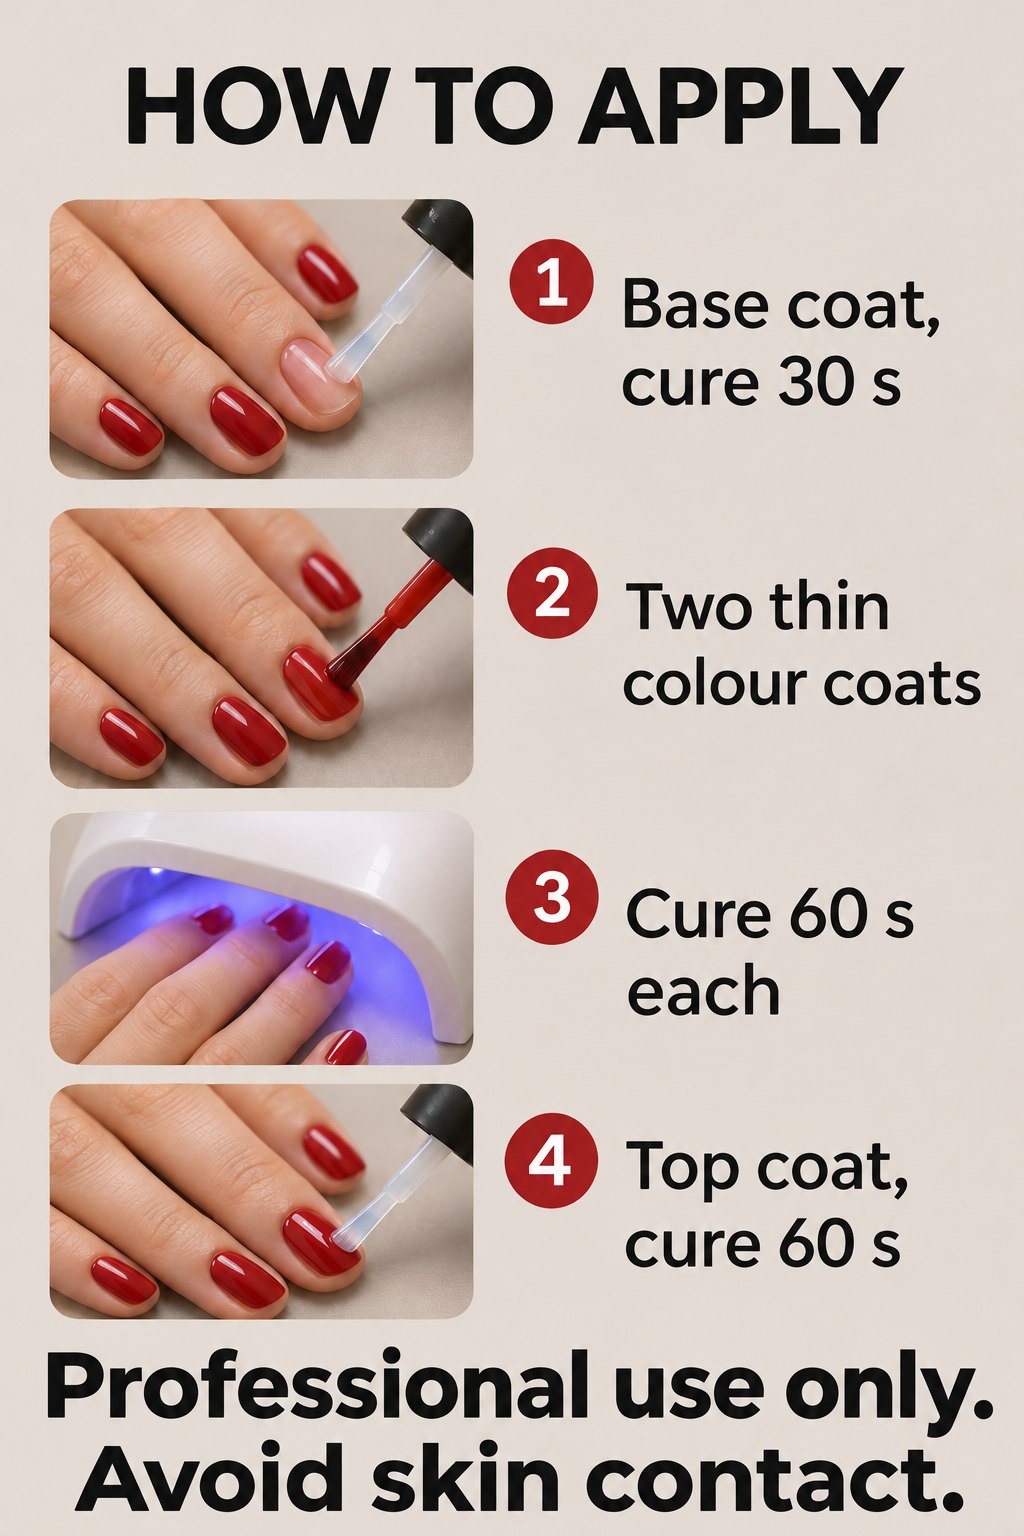 HOW TO APPLY
1
Base coat,
cure 30 s
2
Two thin
colour coats
3
Cure 60 s
each
4
Top coat,
cure 60 s
Professional use only.
Avoid skin contact.